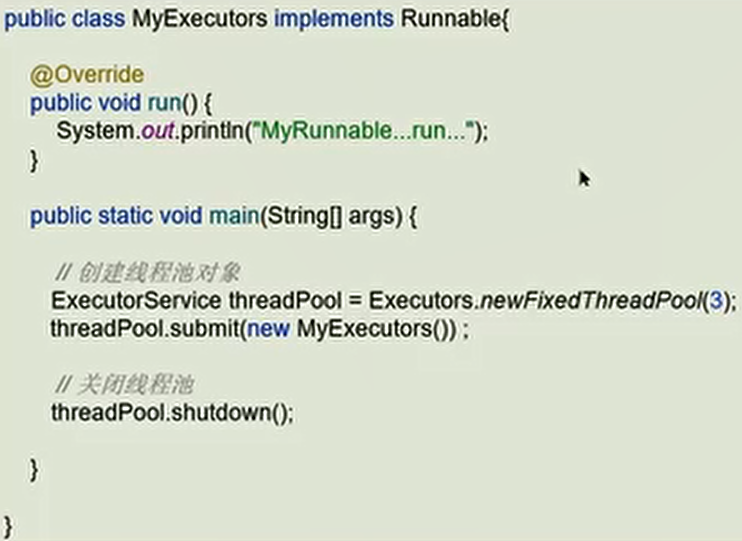 public class MyExecutors implements Runnable{
@Override
public void run() {
System.out.println("MyRunnable...run...");
}
public static void main(String[] args) {
// 创建线程池对象
ExecutorService threadPool = Executors.newFixedThreadPool(3);
threadPool.submit(new MyExecutors()) ;
// 关闭线程池
threadPool.shutdown();
}
}